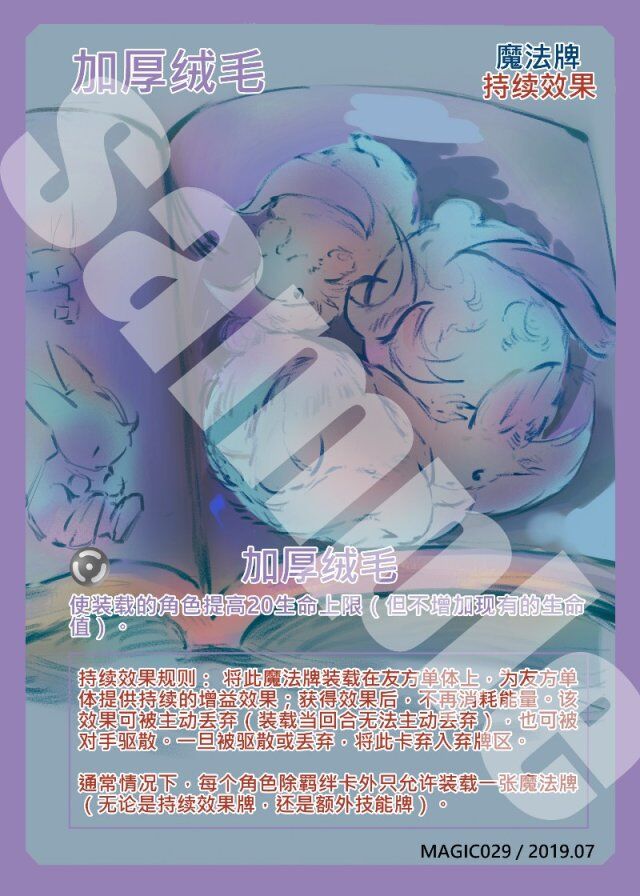 加厚绒毛
魔法牌
持续效果
Sample
加厚绒毛
使装载的角色提高20生命上限（但不增加现有的生命
值）。
持续效果规则： 将此魔法牌装载在友方单体上，为友方单
体提供持续的增益效果；获得效果后，不再消耗能量。该
效果可被主动丢弃（装载当回合无法主动丢弃），也可被
对手驱散。一旦被驱散或丢弃，将此卡弃入弃牌区。
通常情况下，每个角色除羁绊卡外只允许装载一张魔法牌
（无论是持续效果牌，还是额外技能牌）。
MAGIC029 / 2019.07